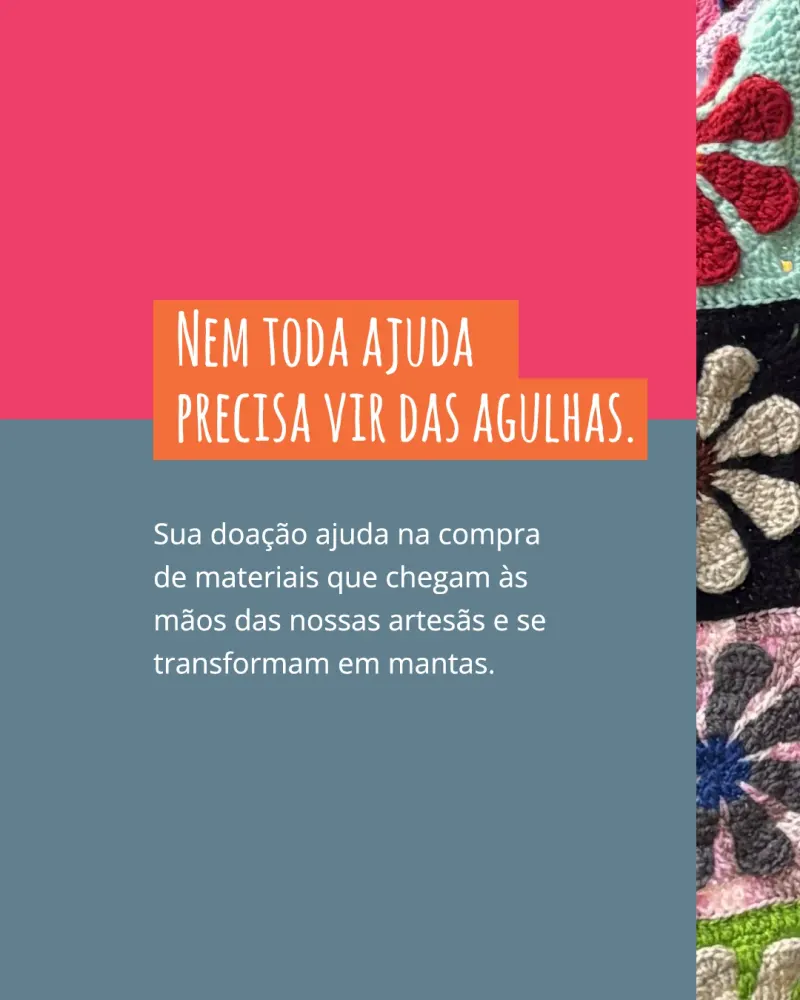 Nem toda ajuda
precisa vir das agulhas.
Sua doação ajuda na compra
de materiais que chegam às
mãos das nossas artesãs e se
transformam em mantas.